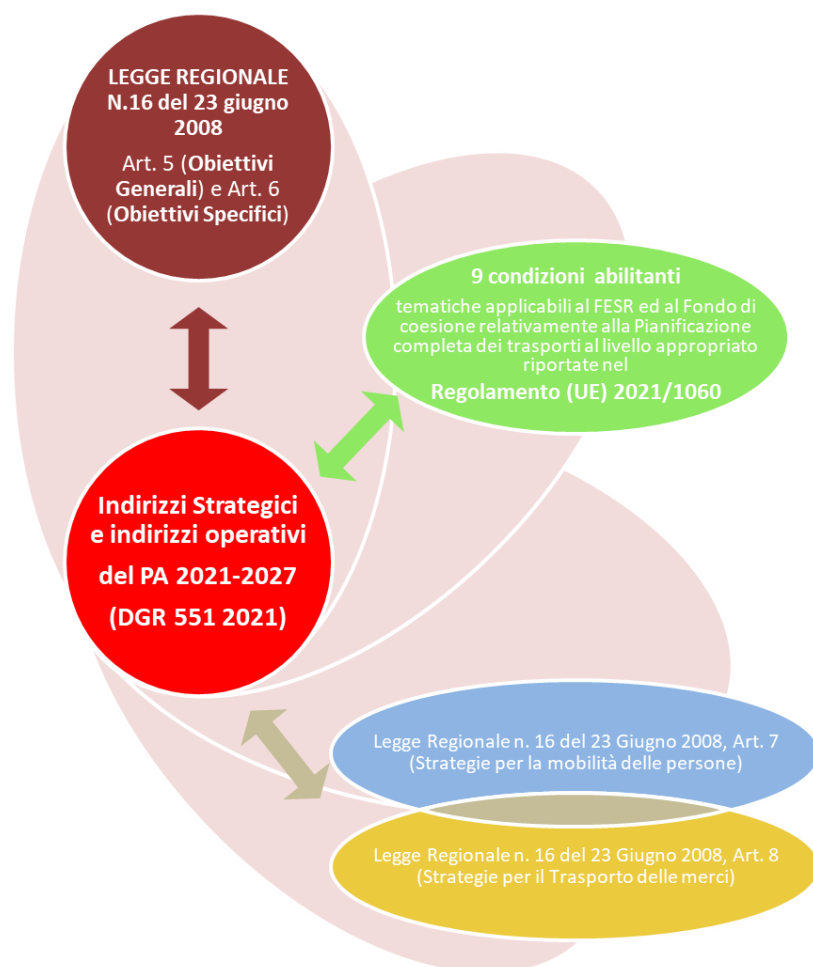 LEGGE REGIONALE
N.16 del 23 giugno
2008
Art. 5 (Obiettivi
Generali) e Art. 6
(Obiettivi Specifici)
9 condizioni abilitanti
tematiche applicabili al FESR ed al Fondo di
coesione relativamente alla Pianificazione
completa dei trasporti al livello appropriato
riportate nel
Regolamento (UE) 2021/1060
Indirizzi Strategici
e indirizzi operativi
del PA 2021-2027
(DGR 551 2021)
Legge Regionale n. 16 del 23 Giugno 2008, Art. 7
(Strategie per la mobilità delle persone)
Legge Regionale n. 16 del 23 Giugno 2008, Art. 8
(Strategie per il Trasporto delle merci)